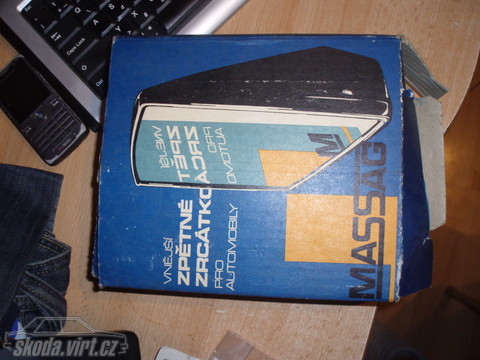 VNĚJŠÍ
ZPĚTNÉ
ZRCÁTKO
PRO
AUTOMOBILY
MASSAG
M
skoda.virt.cz